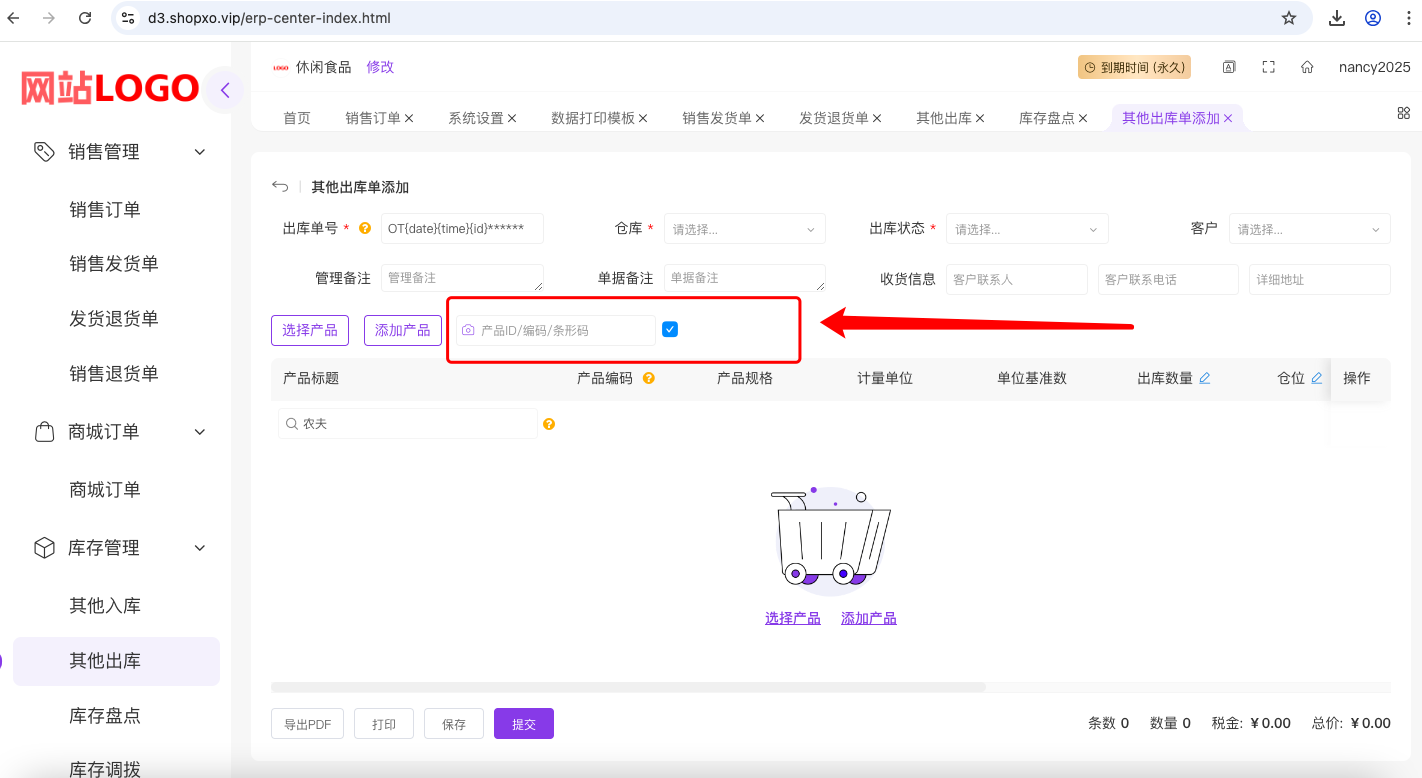 d3.shopxo.vip/erp-center-index.html
网站LOGO
LOGO 休闲食品 修改 到期时间 (永久) nancy2025
首页 销售订单 系统设置 数据打印模板 销售发货单 发货退货单 其他出库 库存盘点 其他出库单添加
销售管理
销售订单
销售发货单
发货退货单
销售退货单
商城订单
商城订单
库存管理
其他入库
其他出库
库存盘点
库存调拨
其他出库单添加
出库单号 * OT{date}{time}{id}****** 仓库 * 请选择... 出库状态 * 请选择... 客户 请选择...
管理备注 管理备注 单据备注 单据备注 收货信息 客户联系人 客户联系电话 详细地址
选择产品 添加产品 产品ID/编码/条形码
产品标题 产品编码 产品规格 计量单位 单位基准数 出库数量 仓位 操作
农夫
选择产品 添加产品
导出PDF 打印 保存 提交 条数 0 数量 0 税金: ¥0.00 总价: ¥0.00